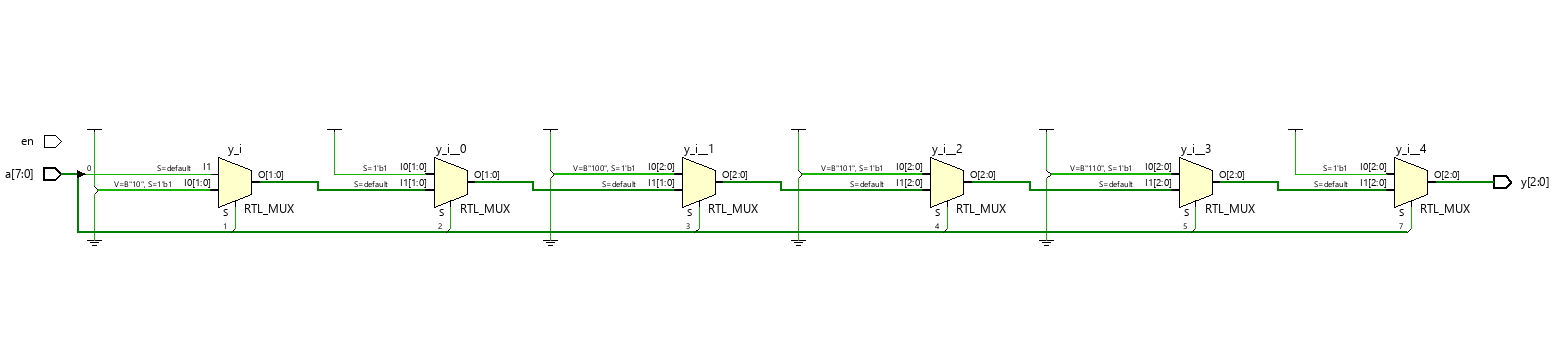 en
a[7:0]
0
S=default I1
V=B"10", S=1'b1 I0[1:0]
y_i
O[1:0]
S
RTL_MUX
1
S=1'b1 I0[1:0]
S=default I1[1:0]
y_i__0
O[1:0]
S
RTL_MUX
2
V=B"100", S=1'b1 I0[2:0]
S=default I1[1:0]
y_i__1
O[2:0]
S
RTL_MUX
3
V=B"101", S=1'b1 I0[2:0]
S=default I1[2:0]
y_i__2
O[2:0]
S
RTL_MUX
4
V=B"110", S=1'b1 I0[2:0]
S=default I1[2:0]
y_i__3
O[2:0]
S
RTL_MUX
5
S=1'b1 I0[2:0]
S=default I1[2:0]
y_i__4
O[2:0]
S
RTL_MUX
7
y[2:0]